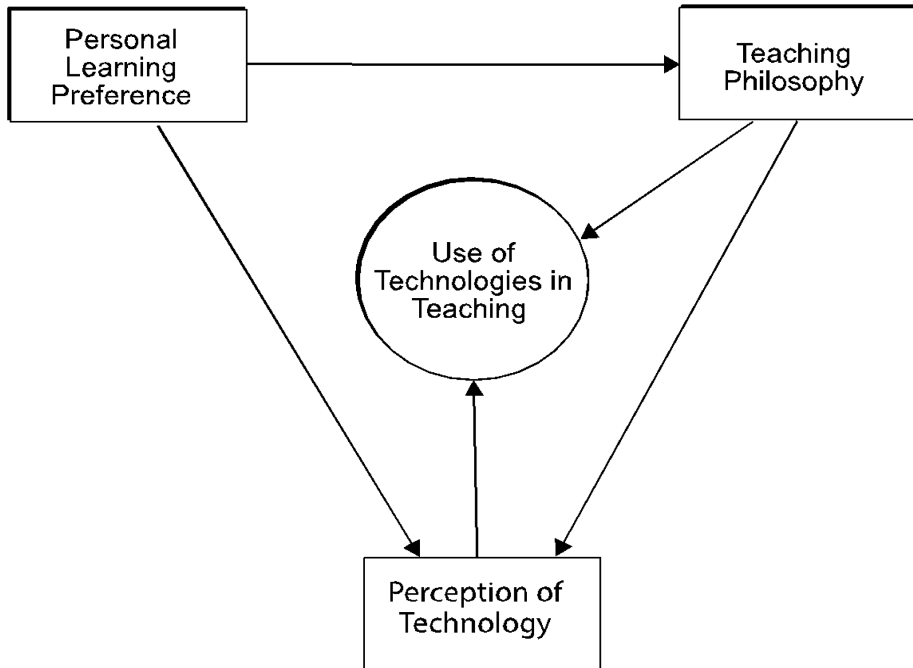 Personal
Learning
Preference
Teaching
Philosophy
Use of
Technologies in
Teaching
Perception of
Technology